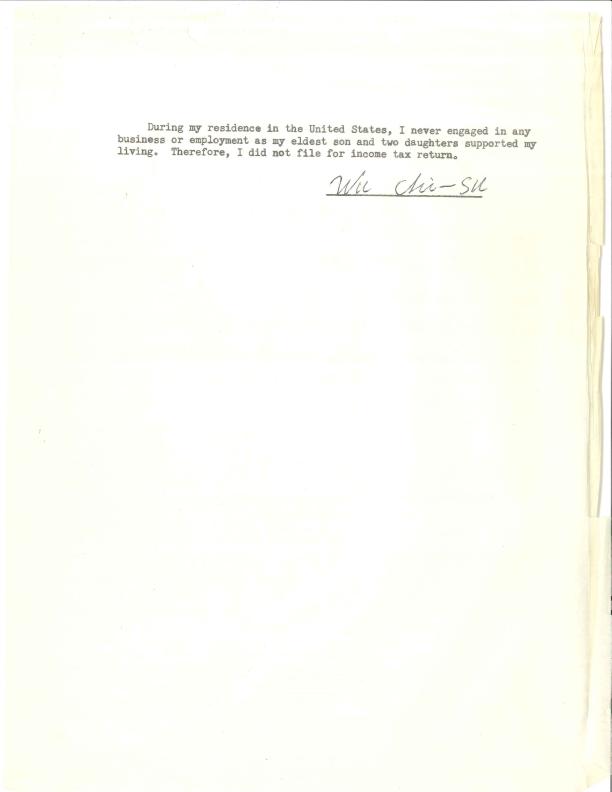 During my residence in the United States, I never engaged in any
business or employment as my eldest son and two daughters supported my
living. Therefore, I did not file for income tax return.
Wu Chi-SU